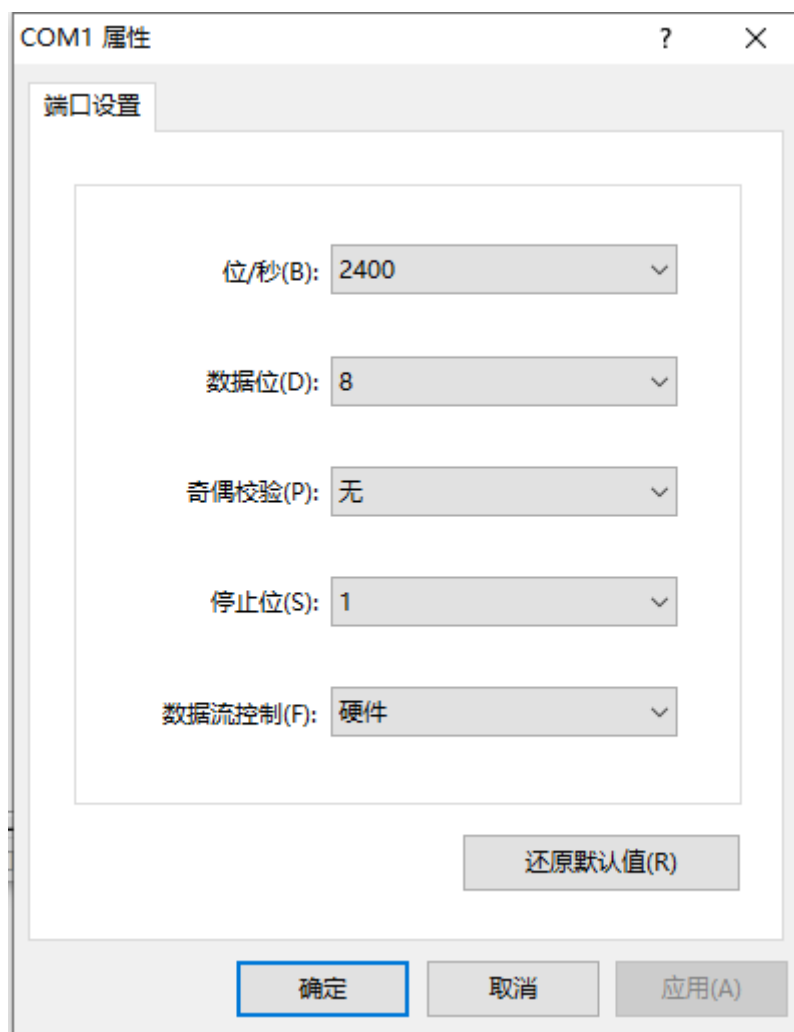 COM1 属性
端口设置
位/秒(B): 2400
数据位(D): 8
奇偶校验(P): 无
停止位(S): 1
数据流控制(F): 硬件
还原默认值(R)
确定 取消 应用(A)